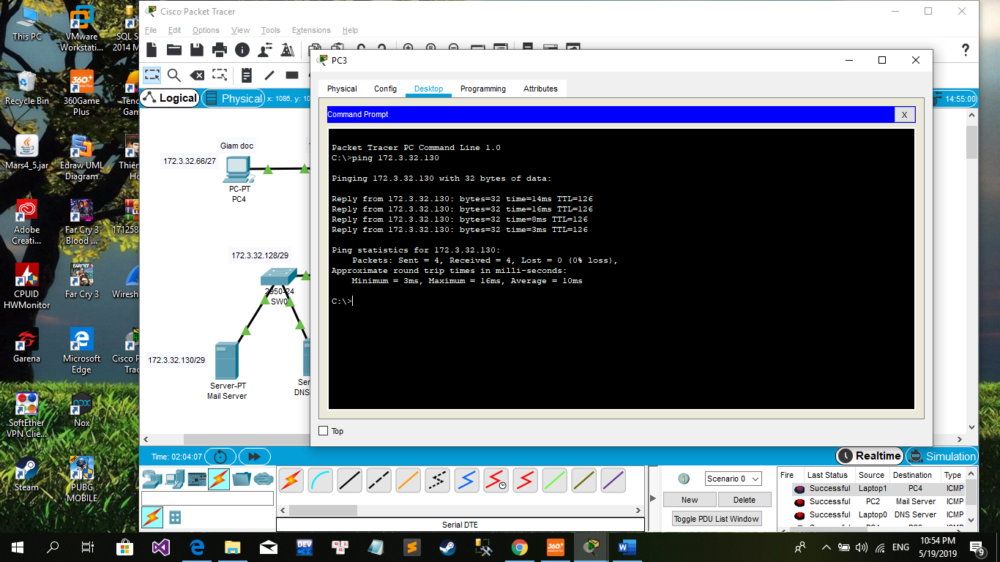 This PC
VMware
Workstati...
SQL S
2014 M
Recycle Bin
360Game
Plus
Tenc
Gam
Mars4_5.jar
Edraw UML
Diagram
Thiên
Ho
Adobe
Creati...
Far Cry 3
Blood ...
171258
CPUID
HWMonitor
Far Cry 3
Wiresh
Garena
Microsoft
Edge
Cisco P
Trac
SoftEther
VPN Clie...
Nox
Steam
PUBG
MOBILE
Cisco Packet Tracer
File Edit Options View Tools Extensions Help
Logical
Physical
x: 1086, y: 10
14:55:00
Giam doc
172.3.32.66/27
PC-PT
PC4
172.3.32.128/29
2950-24
SW0
172.3.32.130/29
Server-PT
Mail Server
Ser
DNS
PC3
Physical Config Desktop Programming Attributes
Command Prompt
X
Packet Tracer PC Command Line 1.0
C:\>ping 172.3.32.130
Pinging 172.3.32.130 with 32 bytes of data:
Reply from 172.3.32.130: bytes=32 time=14ms TTL=126
Reply from 172.3.32.130: bytes=32 time=16ms TTL=126
Reply from 172.3.32.130: bytes=32 time=8ms TTL=126
Reply from 172.3.32.130: bytes=32 time=3ms TTL=126
Ping statistics for 172.3.32.130:
Packets: Sent = 4, Received = 4, Lost = 0 (0% loss),
Approximate round trip times in milli-seconds:
Minimum = 3ms, Maximum = 16ms, Average = 10ms
C:\>
Top
Time: 02:04:07
Realtime
Simulation
Serial DTE
Scenario 0
New
Delete
Toggle PDU List Window
Fire Last Status Source Destination Type
Successful Laptop1 PC4 ICMP
Successful PC2 Mail Server ICMP
Successful Laptop0 DNS Server ICMP
ENG
10:54 PM
5/19/2019
9